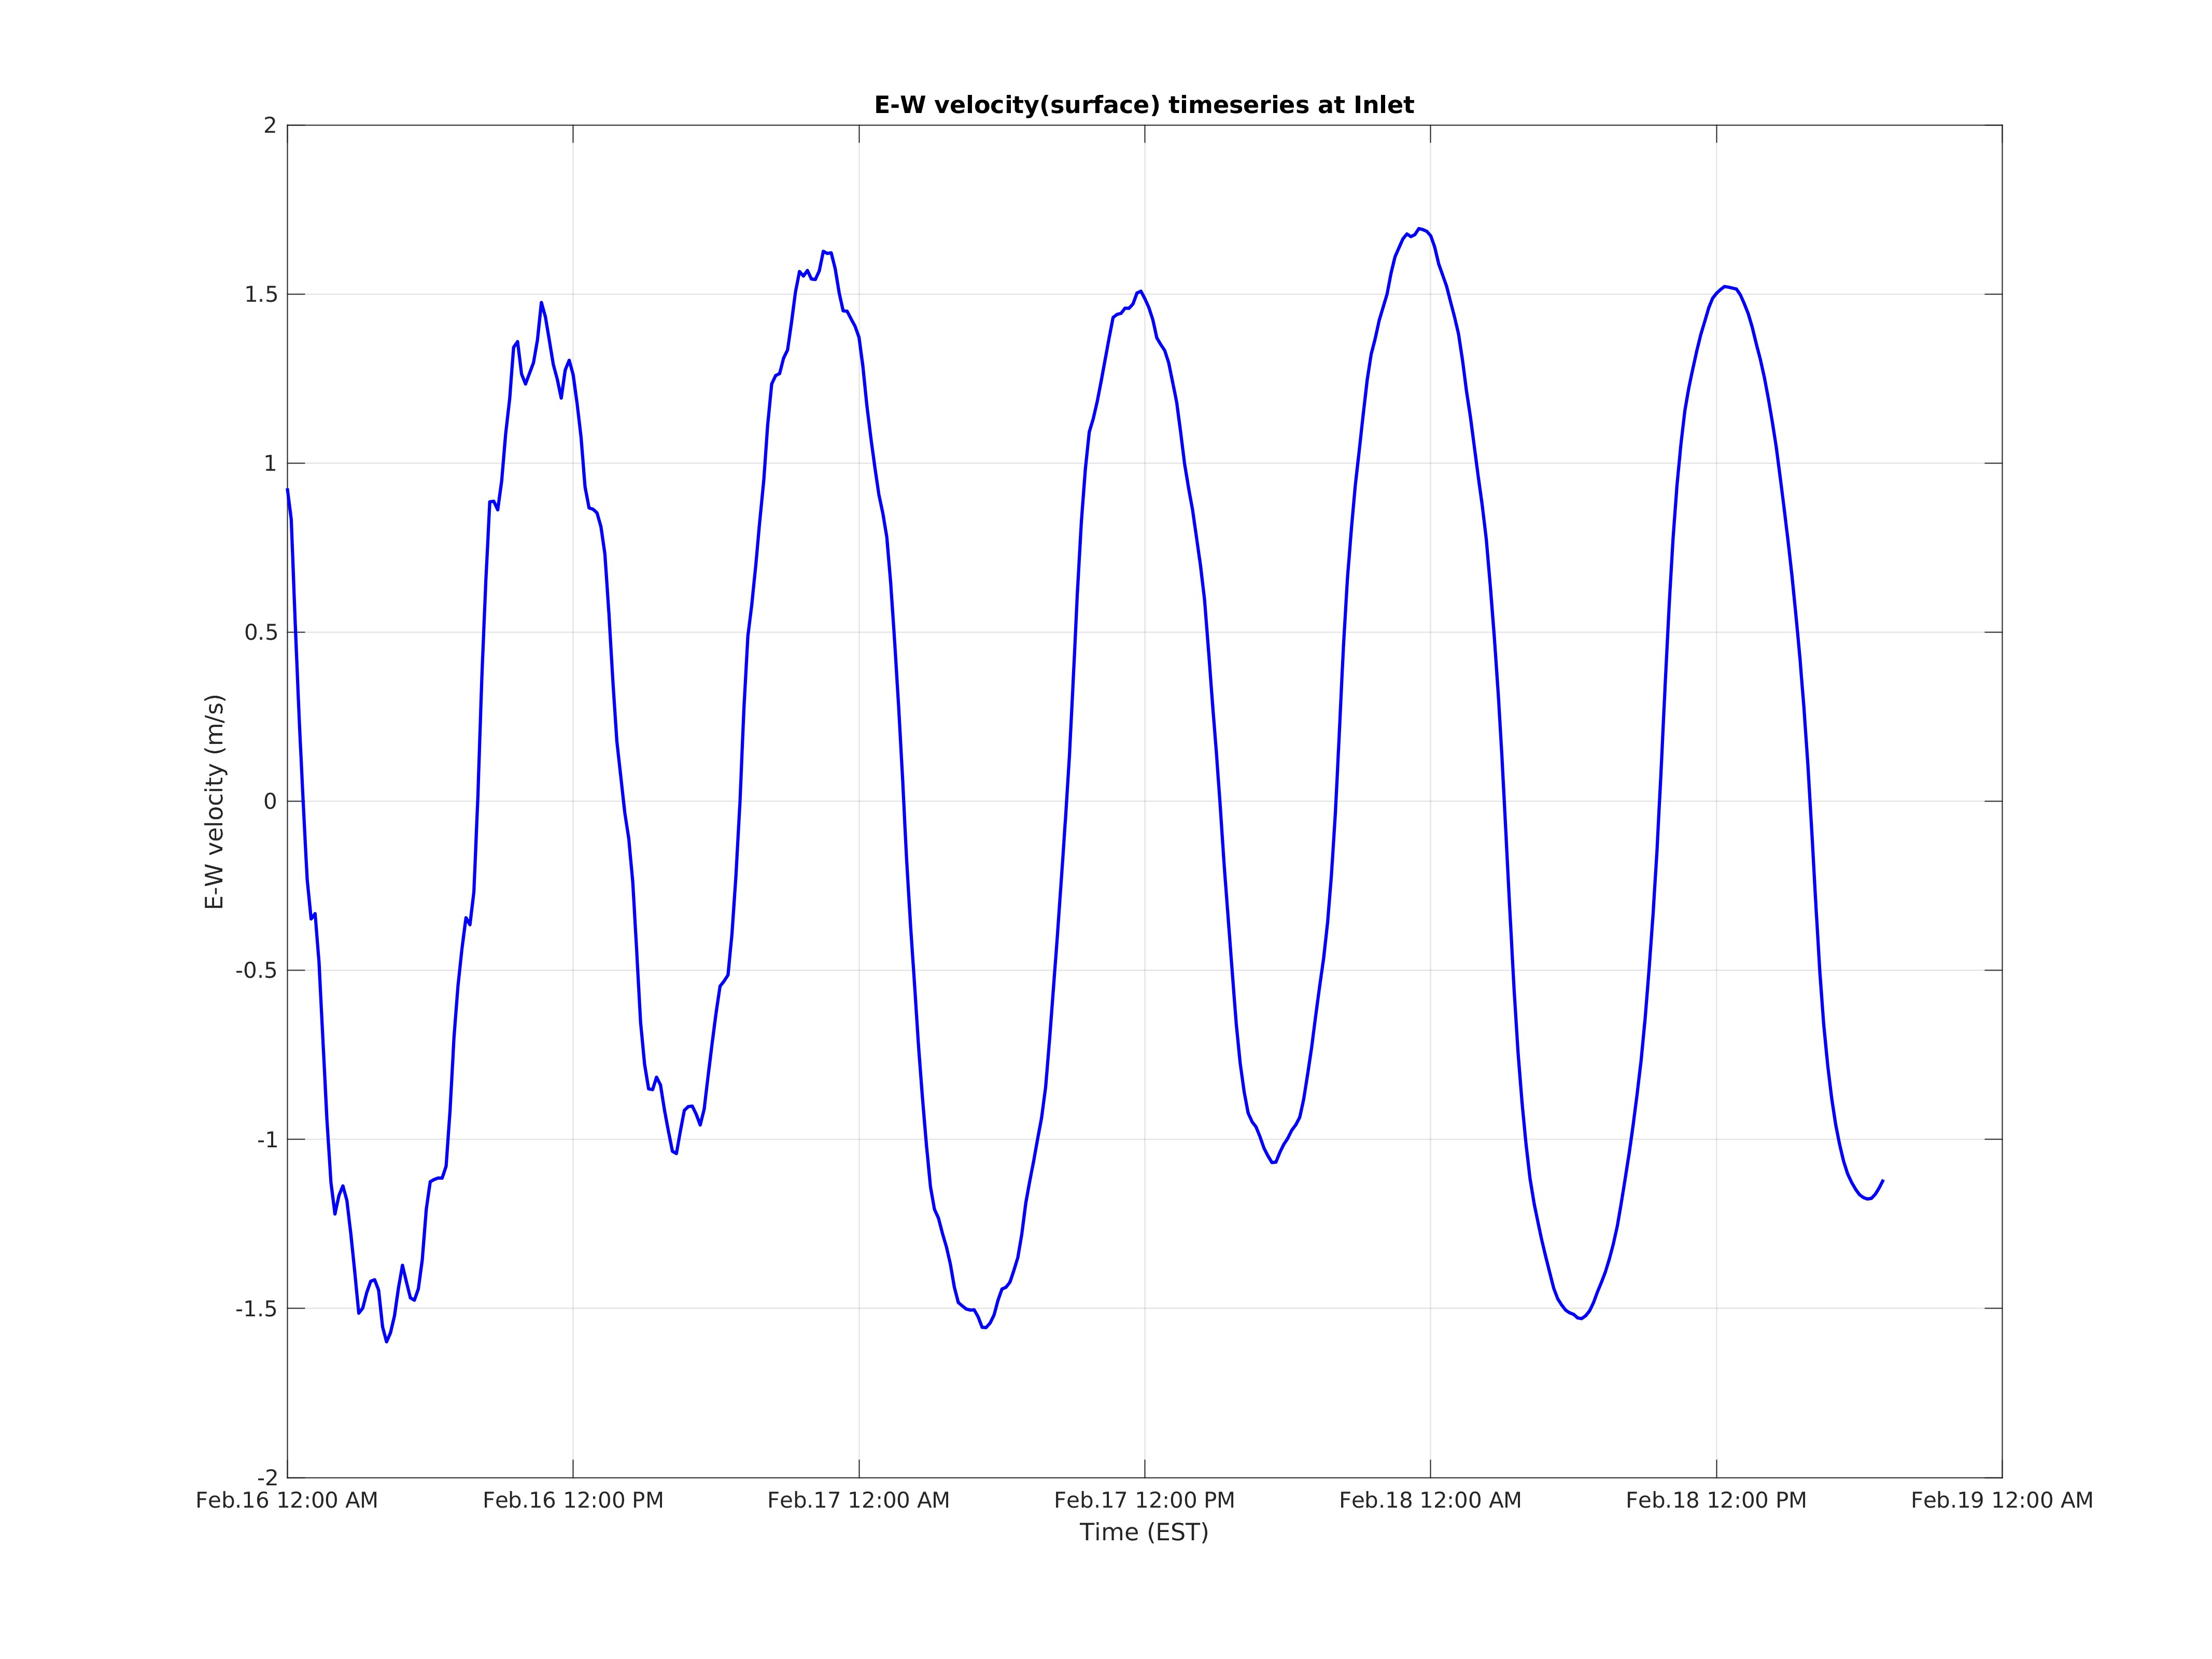 E-W velocity(surface) timeseries at Inlet
E-W velocity (m/s)
2
1.5
1
0.5
0
-0.5
-1
-1.5
-2
Feb.16 12:00 AM Feb.16 12:00 PM Feb.17 12:00 AM Feb.17 12:00 PM Feb.18 12:00 AM Feb.18 12:00 PM Feb.19 12:00 AM
Time (EST)